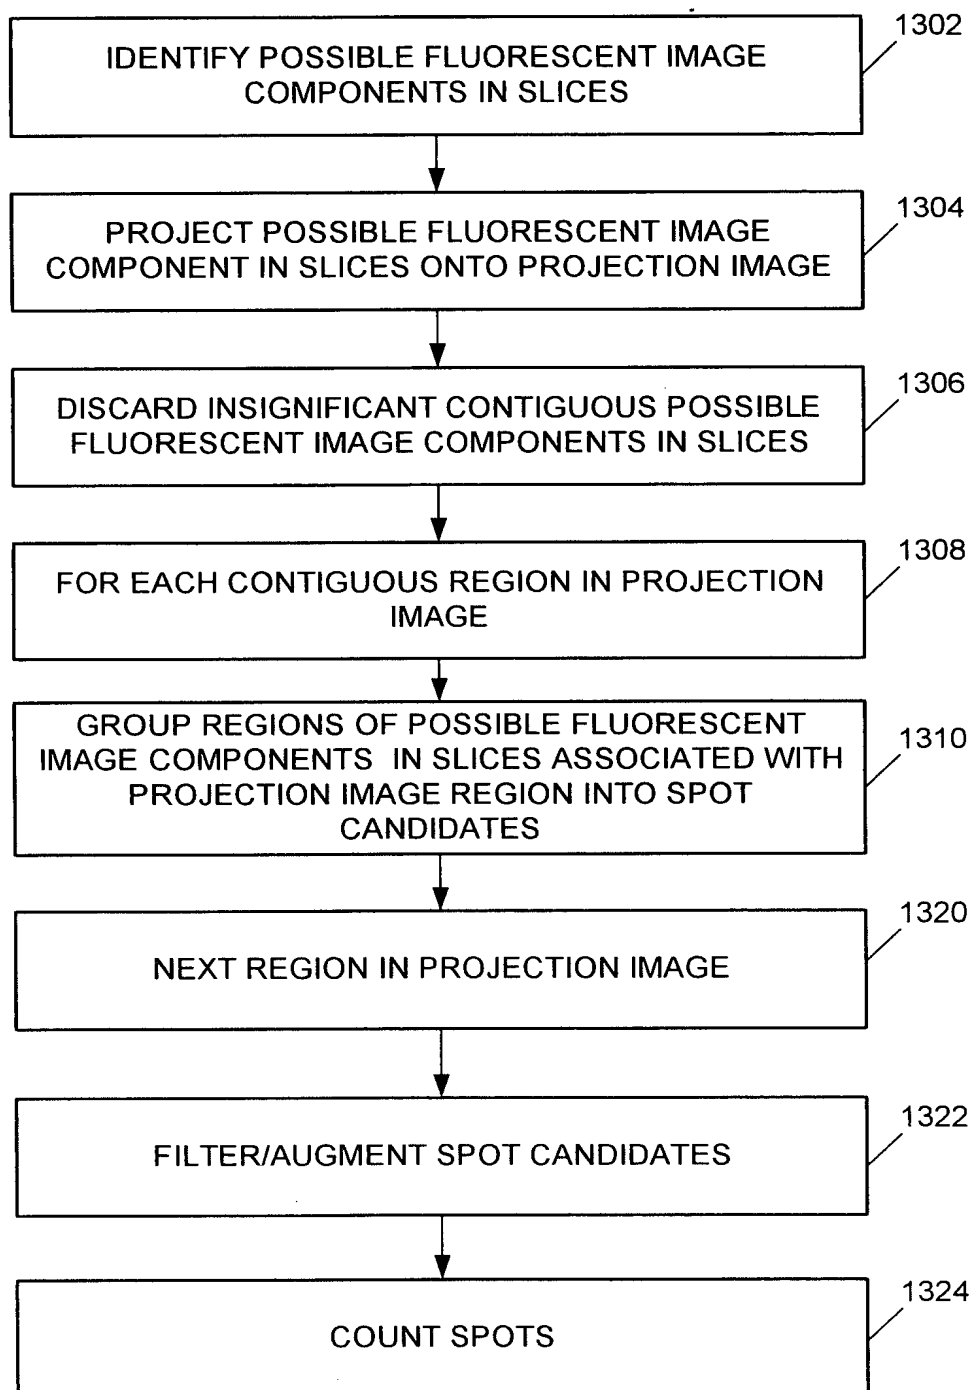 1302
IDENTIFY POSSIBLE FLUORESCENT IMAGE
COMPONENTS IN SLICES
1304
PROJECT POSSIBLE FLUORESCENT IMAGE
COMPONENT IN SLICES ONTO PROJECTION IMAGE
1306
DISCARD INSIGNIFICANT CONTIGUOUS POSSIBLE
FLUORESCENT IMAGE COMPONENTS IN SLICES
1308
FOR EACH CONTIGUOUS REGION IN PROJECTION
IMAGE
1310
GROUP REGIONS OF POSSIBLE FLUORESCENT
IMAGE COMPONENTS IN SLICES ASSOCIATED WITH
PROJECTION IMAGE REGION INTO SPOT
CANDIDATES
1320
NEXT REGION IN PROJECTION IMAGE
1322
FILTER/AUGMENT SPOT CANDIDATES
1324
COUNT SPOTS